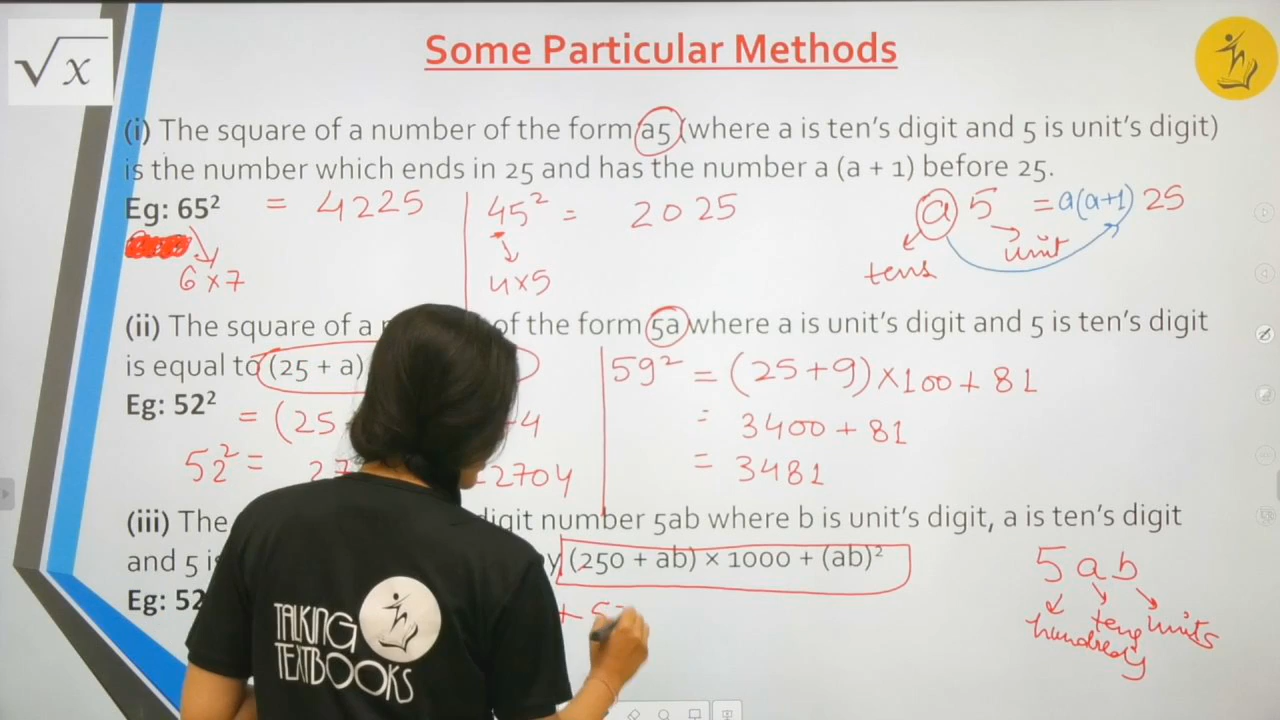 Some Particular Methods
√x
(i) The square of a number of the form a5 (where a is ten's digit and 5 is unit's digit)
is the number which ends in 25 and has the number a (a + 1) before 25.
Eg: 65² = 4225
6 × 7
45² = 2025
4×5
a 5 = a(a+1) 25
tens
unit
(ii) The square of a of the form 5a where a is unit's digit and 5 is ten's digit
is equal to (25 + a)
Eg: 52² = (25 +4
52² = 27 =2704
59² = (25+9) ×100 + 81
= 3400 + 81
= 3481
(iii) The digit number 5ab where b is unit's digit, a is ten's digit
and 5 is (250 + ab) × 1000 + (ab)²
Eg: 52 +
5 a b
hundreds
tens
units
TALKING
TEXTBOOKS